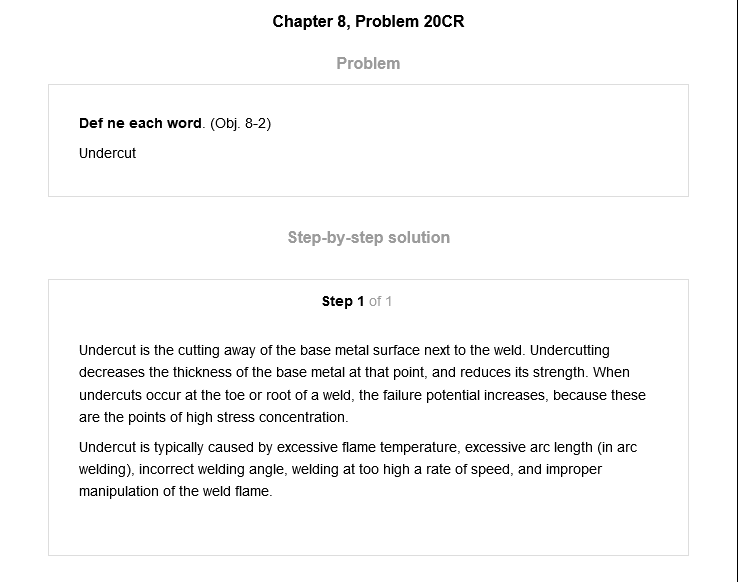 Chapter 8, Problem 20CR
Problem
Def ne each word. (Obj. 8-2)
Undercut
Step-by-step solution
Step 1 of 1
Undercut is the cutting away of the base metal surface next to the weld. Undercutting
decreases the thickness of the base metal at that point, and reduces its strength. When
undercuts occur at the toe or root of a weld, the failure potential increases, because these
are the points of high stress concentration.
Undercut is typically caused by excessive flame temperature, excessive arc length (in arc
welding), incorrect welding angle, welding at too high a rate of speed, and improper
manipulation of the weld flame.